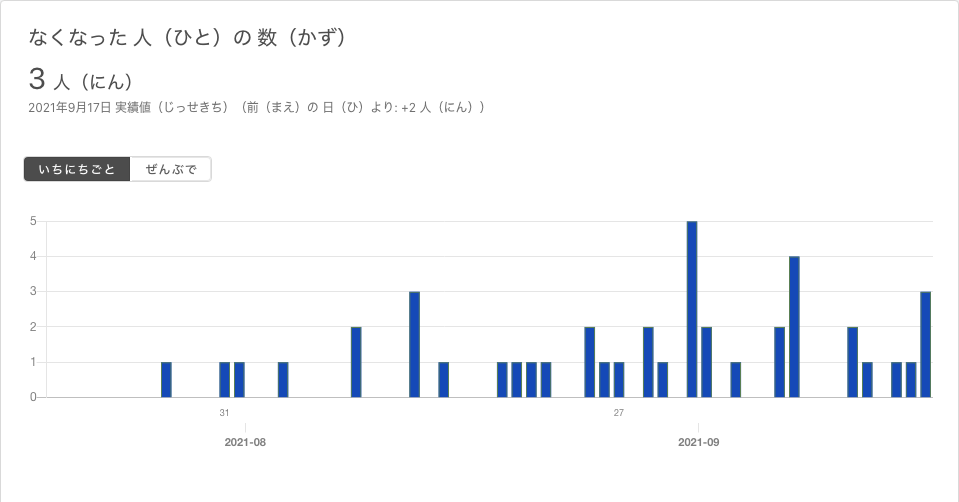 なくなった 人（ひと）の 数（かず）
3 人（にん）
2021年9月17日 実績値（じっせきち）（前（まえ）の 日（ひ）より: +2 人（にん））
いちにちごと ぜんぶで
5
4
3
2
1
0
31 27
2021-08 2021-09